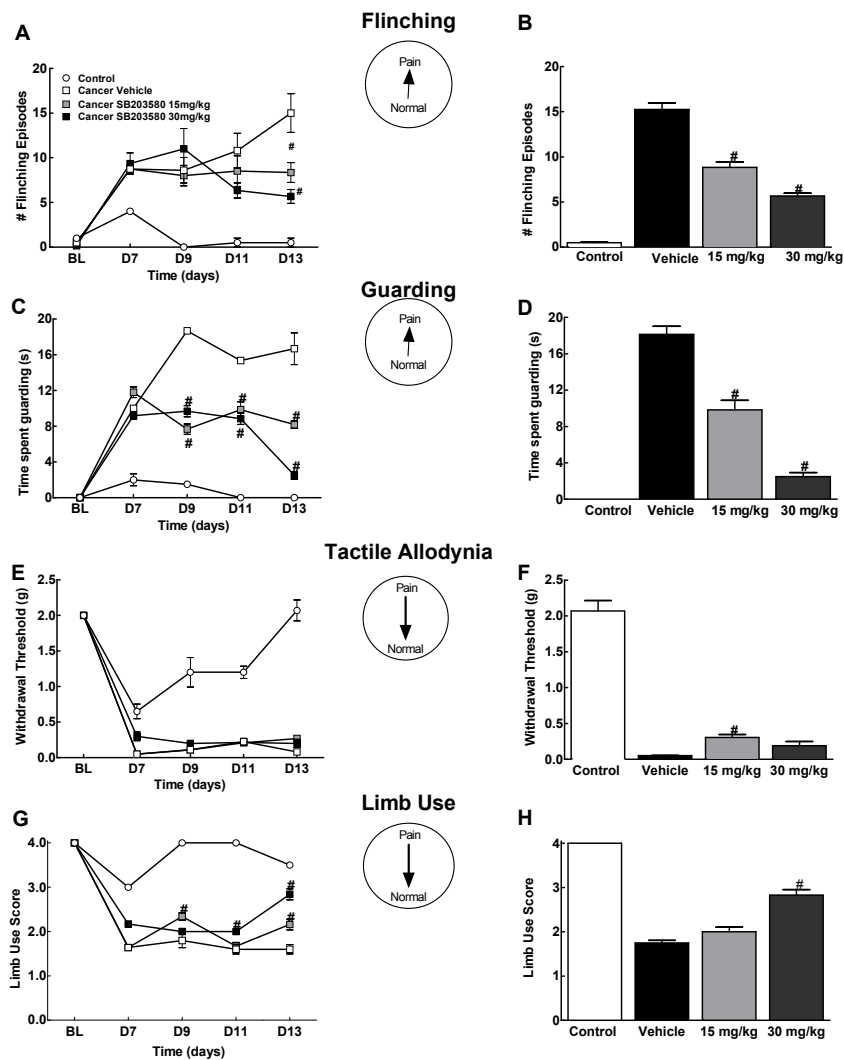 Flinching
A
B
Pain
Normal
Control
Cancer Vehicle
Cancer SB203580 15mg/kg
Cancer SB203580 30mg/kg
# Flinching Episodes
20
15
10
5
0
#
#
BL D7 D9 D11 D13
Time (days)
# Flinching Episodes
20
15
10
5
0
#
#
Control Vehicle 15 mg/kg 30 mg/kg
Guarding
C
D
Pain
Normal
Time spent guarding (s)
20
16
12
8
4
0
# # #
# # #
BL D7 D9 D11 D13
Time (days)
Time spent guarding (s)
20
16
12
8
4
0
#
#
Control Vehicle 15 mg/kg 30 mg/kg
Tactile Allodynia
E
F
Pain
Normal
Withdrawal Threshold (g)
2.5
2.0
1.5
1.0
0.5
0.0
BL D7 D9 D11 D13
Time (days)
Withdrawal Threshold (g)
2.5
2.0
1.5
1.0
0.5
0.0
#
Control Vehicle 15 mg/kg 30 mg/kg
Limb Use
G
H
Pain
Normal
Limb Use Score
4.0
3.0
2.0
1.0
0.0
#
# # #
BL D7 D9 D11 D13
Time (days)
Limb Use Score
4
3
2
1
0
#
Control Vehicle 15 mg/kg 30 mg/kg